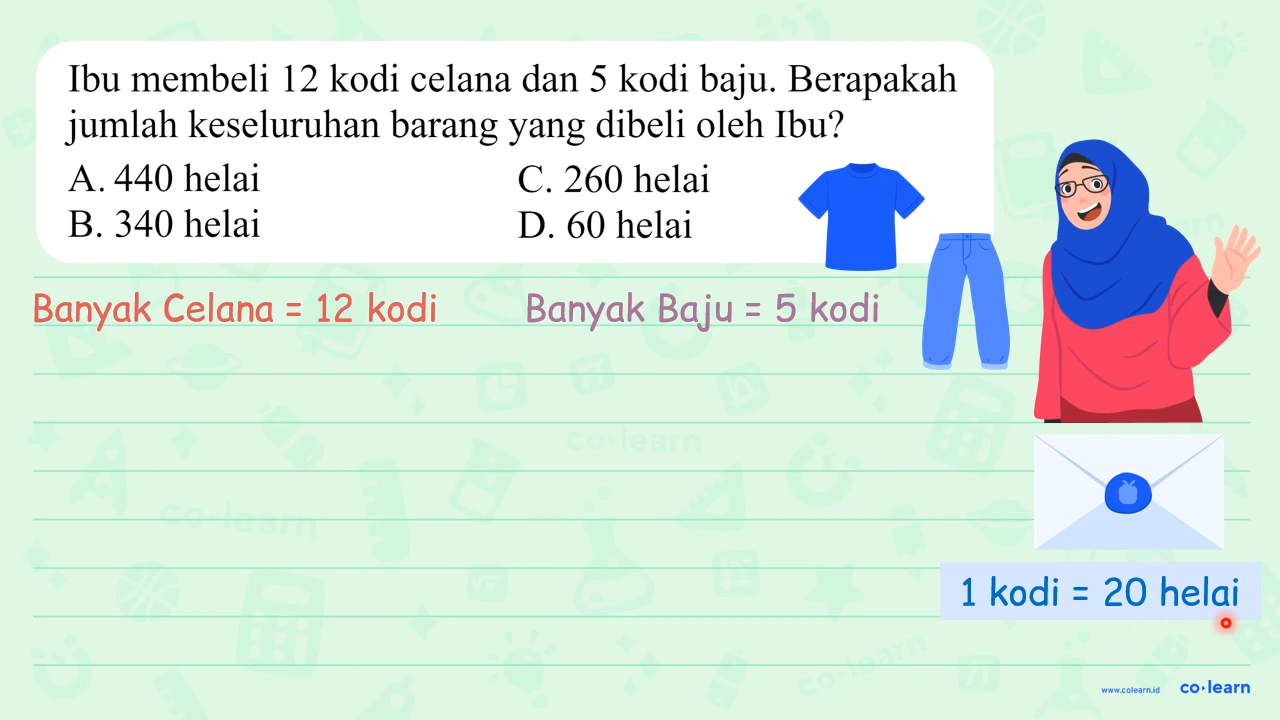 Ibu membeli 12 kodi celana dan 5 kodi baju. Berapakah
jumlah keseluruhan barang yang dibeli oleh Ibu?
A. 440 helai
C. 260 helai
B. 340 helai
D. 60 helai
Banyak Celana = 12 kodi
Banyak Baju = 5 kodi
1 kodi = 20 helai
www.colearn.id
co·learn